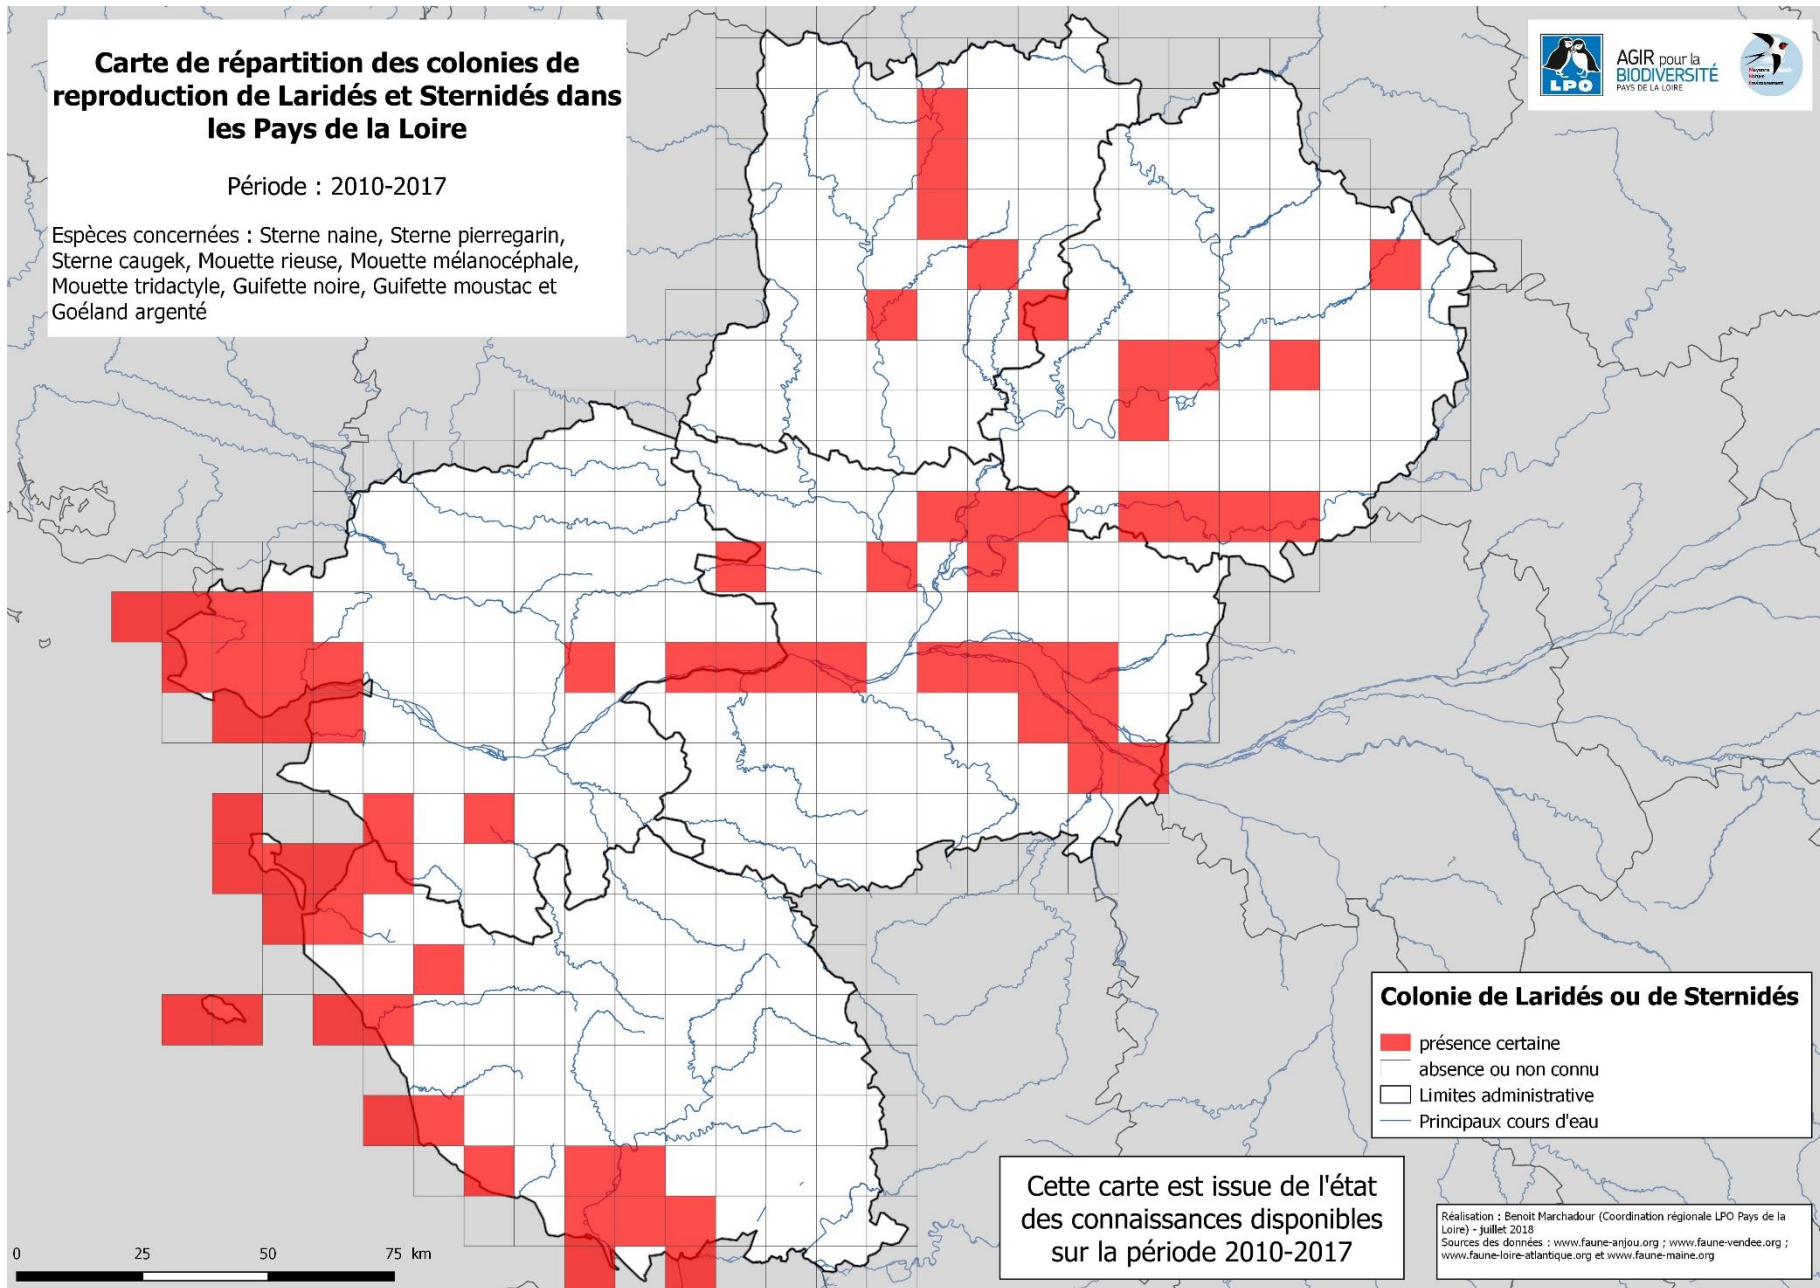 Carte de répartition des colonies de
reproduction de Laridés et Sternidés dans
les Pays de la Loire
Période : 2010-2017
Espèces concernées : Sterne naine, Sterne pierregarin,
Sterne caugek, Mouette rieuse, Mouette mélanocéphale,
Mouette tridactyle, Guifette noire, Guifette moustac et
Goéland argenté
LPO
AGIR pour la
BIODIVERSITÉ
PAYS DE LA LOIRE
Mayenne
Nature
Environnement
Colonie de Laridés ou de Sternidés
présence certaine
absence ou non connu
Limites administrative
Principaux cours d'eau
Cette carte est issue de l'état
des connaissances disponibles
sur la période 2010-2017
Réalisation : Benoit Marchadour (Coordination régionale LPO Pays de la
Loire) - juillet 2018
Sources des données : www.faune-anjou.org ; www.faune-vendee.org ;
www.faune-loire-atlantique.org et www.faune-maine.org
0 25 50 75 km